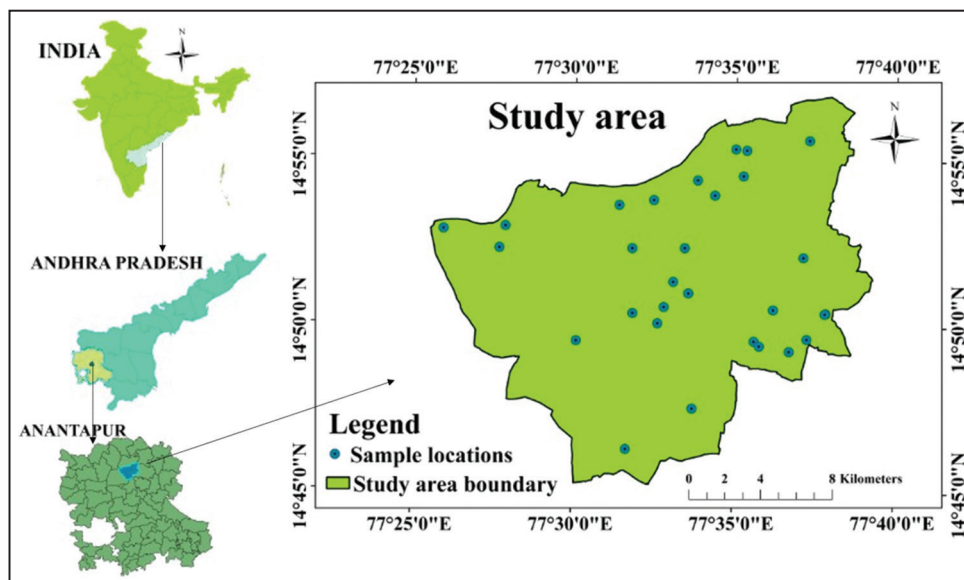 INDIA
N
ANDHRA PRADESH
ANANTAPUR
77°25'0"E 77°30'0"E 77°35'0"E 77°40'0"E
Study area
N
14°55'0"N
14°50'0"N
14°45'0"N
14°55'0"N
14°50'0"N
14°45'0"N
Legend
Sample locations
Study area boundary
0 2 4 8 Kilometers
77°25'0"E 77°30'0"E 77°35'0"E 77°40'0"E